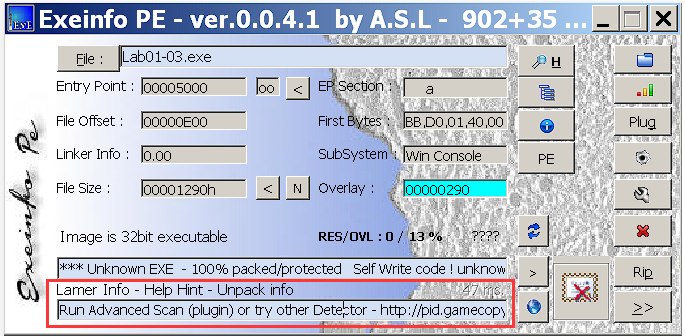 Exeinfo PE - ver.0.0.4.1 by A.S.L - 902+35 ...
File : Lab01-03.exe H
Entry Point : 00005000 oo < EP Section : a
File Offset : 00000E00 First Bytes : BB,D0,01,40,00 Plug
Linker Info : 0.00 SubSystem : Win Console PE
File Size : 00001290h < N Overlay : 00000290
Exeinfo Pe
Image is 32bit executable RES/OVL : 0 / 13 % ????
*** Unknown EXE - 100% packed/protected Self Write code ! unknow > Rip
Lamer Info - Help Hint - Unpack info 47 ms.
Run Advanced Scan (plugin) or try other Detector - http://pid.gamecopy >>